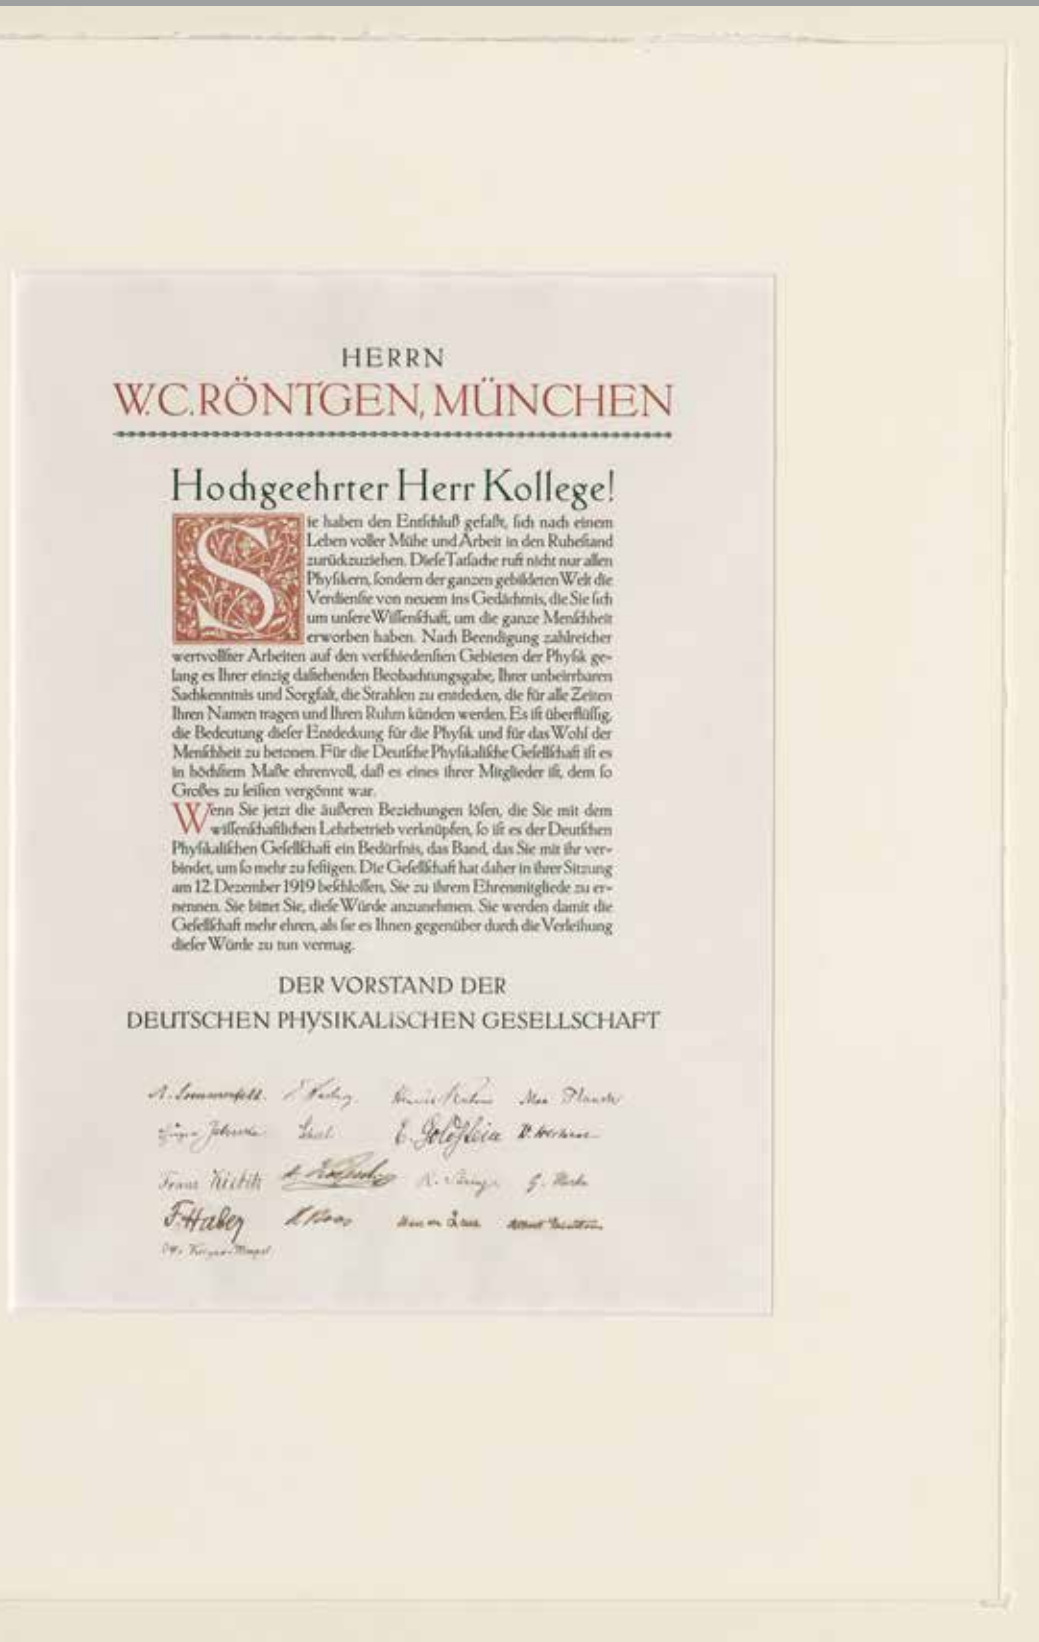 HERRN
W.C.RÖNTGEN, MÜNCHEN
Hochgeehrter Herr Kollege!
Sie haben den Entſchluß gefaßt, ſich nach einem
Leben voller Mühe und Arbeit in den Ruheſtand
zurückzuziehen. Dieſe Tatſache ruft nicht nur allen
Phyſikern, ſondern der ganzen gebildeten Welt die
Verdienſte von neuem ins Gedächtnis, die Sie ſich
um unſere Wiſſenſchaft, um die ganze Menſchheit
erworben haben. Nach Beendigung zahlreicher
wertvollſter Arbeiten auf den verſchiedenſten Gebieten der Phyſik ge-
lang es Ihrer einzig daſtehenden Beobachtungsgabe, Ihrer unbeirrbaren
Sachkenntnis und Sorgfalt, die Strahlen zu entdecken, die für alle Zeiten
Ihren Namen tragen und Ihren Ruhm künden werden. Es iſt überflüſſig,
die Bedeutung dieſer Entdeckung für die Phyſik und für das Wohl der
Menſchheit zu betonen. Für die Deutſche Phyſikaliſche Geſellſchaft iſt es
in höchſtem Maße ehrenvoll, daß es eines ihrer Mitglieder iſt, dem ſo
Großes zu leiſten vergönnt war.
Wenn Sie jetzt die äußeren Beziehungen löſen, die Sie mit dem
wiſſenſchaftlichen Lehrbetrieb verknüpfen, ſo iſt es der Deutſchen
Phyſikaliſchen Geſellſchaft ein Bedürfnis, das Band, das Sie mit ihr ver-
bindet, um ſo mehr zu feſtigen. Die Geſellſchaft hat daher in ihrer Sitzung
am 12. Dezember 1919 beſchloſſen, Sie zu ihrem Ehrenmitgliede zu er-
nennen. Sie bittet Sie, dieſe Würde anzunehmen. Sie werden damit die
Geſellſchaft mehr ehren, als ſie es Ihnen gegenüber durch die Verleihung
dieſer Würde zu tun vermag.
DER VORSTAND DER
DEUTSCHEN PHYSIKALISCHEN GESELLSCHAFT
A. Sommerfeld. Max Planck
E. Goldstein
F. Haber Albert Einstein